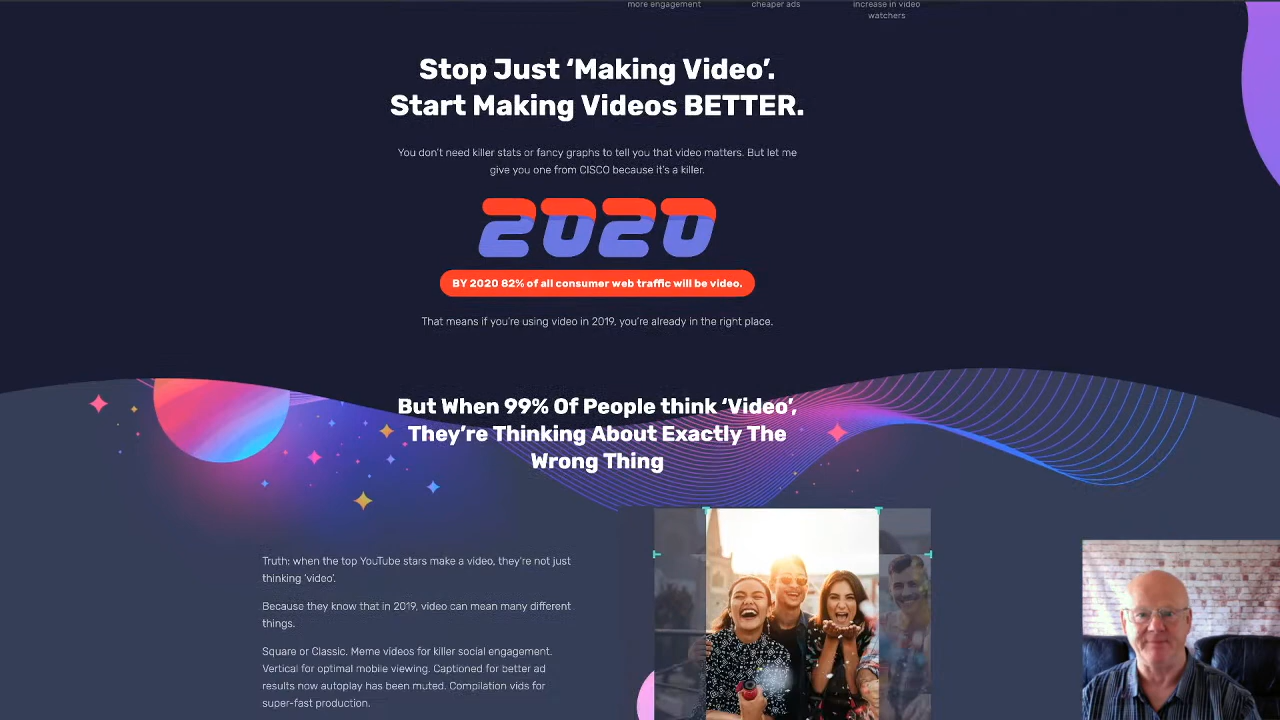 more engagement
cheaper ads
increase in video
watchers
Stop Just ‘Making Video’.
Start Making Videos BETTER.
You don't need killer stats or fancy graphs to tell you that video matters. But let me
give you one from CISCO because it's a killer.
2020
BY 2020 82% of all consumer web traffic will be video.
That means if you're using video in 2019, you're already in the right place.
But When 99% Of People think ‘Video’,
They're Thinking About Exactly The
Wrong Thing
Truth: when the top YouTube stars make a video, they're not just
thinking ‘video’.
Because they know that in 2019, video can mean many different
things.
Square or Classic. Meme videos for killer social engagement.
Vertical for optimal mobile viewing. Captioned for better ad
results now autoplay has been muted. Compilation vids for
super-fast production.